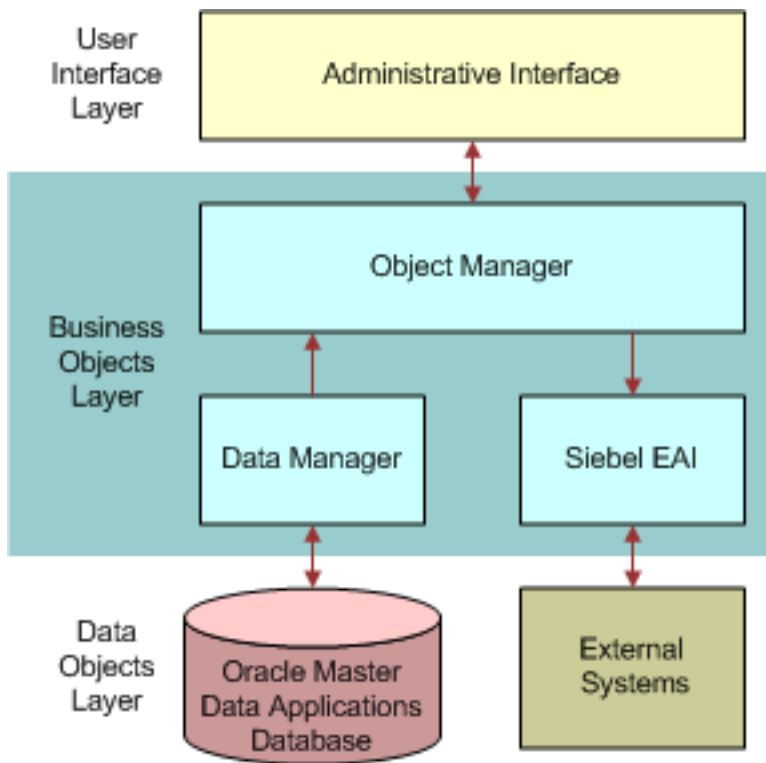 User
Interface
Layer
Administrative Interface
Object Manager
Business
Objects
Layer
Data Manager
Siebel EAI
Data
Objects
Layer
Oracle Master
Data Applications
Database
External
Systems